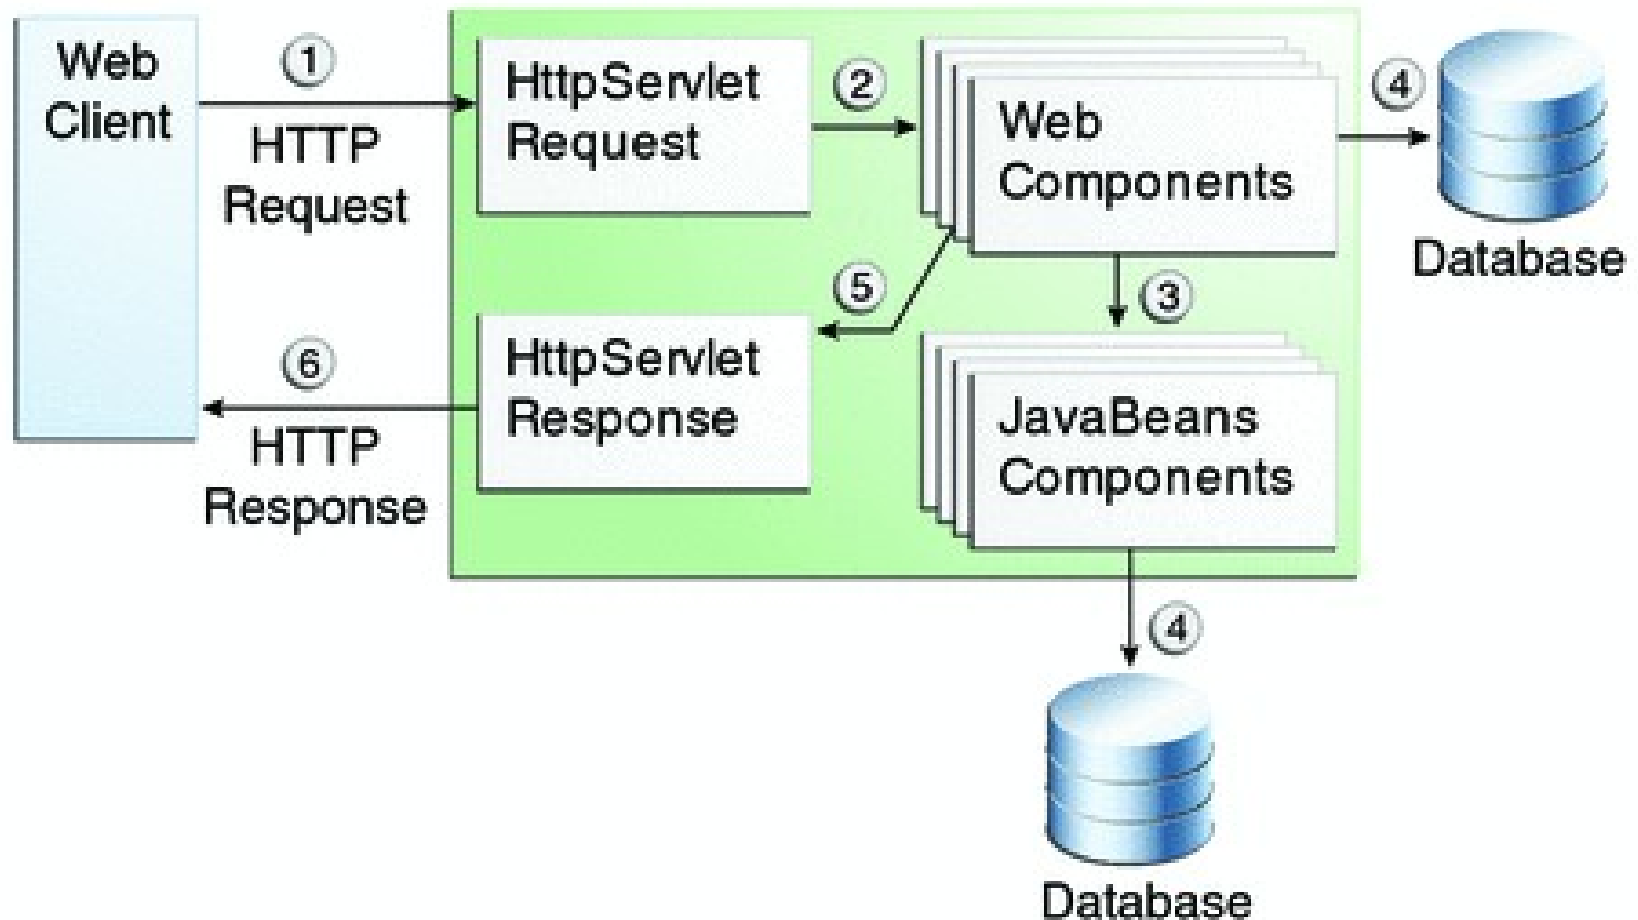 Web
Client
1
HTTP
Request
HttpServlet
Request
2
Web
Components
4
Database
3
5
HttpServlet
Response
6
HTTP
Response
JavaBeans
Components
4
Database